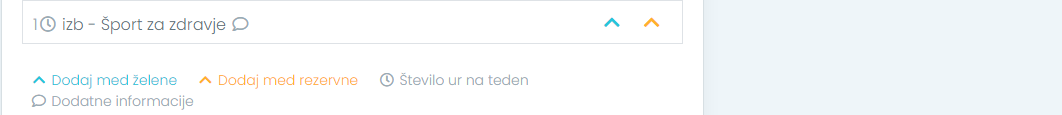 1 izb - Šport za zdravje
Dodaj med želene Dodaj med rezervne Število ur na teden
Dodatne informacije